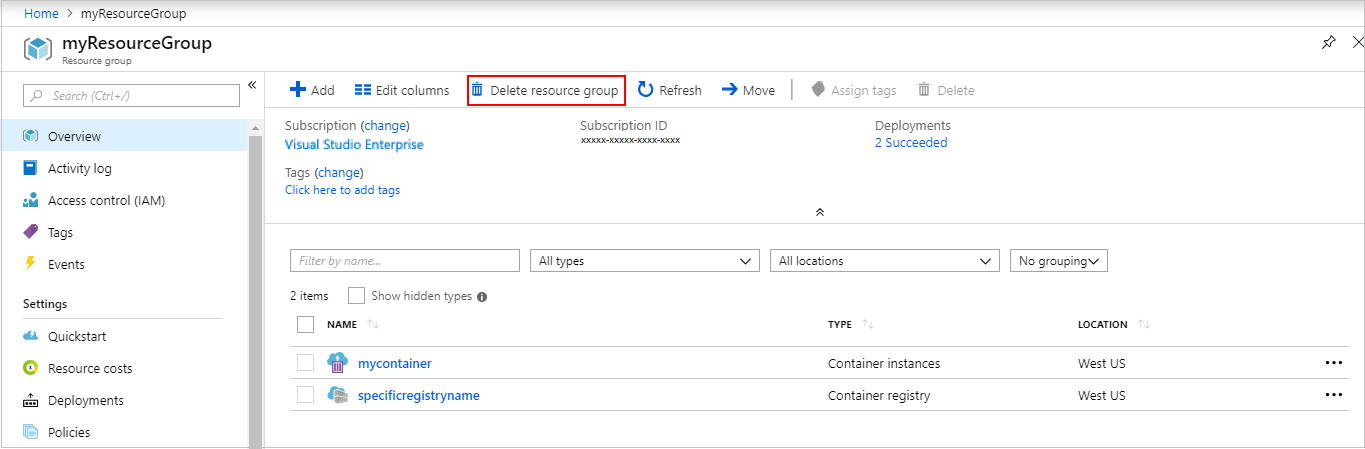 Home > myResourceGroup
myResourceGroup
Resource group
Search (Ctrl+/)
Overview
Activity log
Access control (IAM)
Tags
Events
Settings
Quickstart
Resource costs
Deployments
Policies
Add Edit columns Delete resource group Refresh Move Assign tags Delete
Subscription (change) Subscription ID Deployments
Visual Studio Enterprise xxxxx-xxxxx-xxxx-xxxx 2 Succeeded
Tags (change)
Click here to add tags
Filter by name... All types All locations No grouping
2 items Show hidden types
NAME TYPE LOCATION
mycontainer Container instances West US
specificregistryname Container registry West US